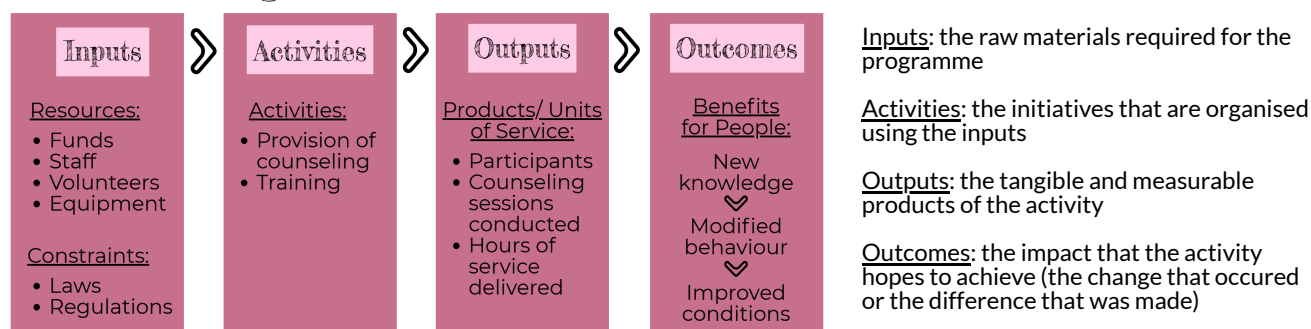 Inputs
Resources:
• Funds
• Staff
• Volunteers
• Equipment
Constraints:
• Laws
• Regulations
Activities
Activities:
• Provision of
counseling
• Training
Outputs
Products/ Units
of Service:
• Participants
• Counseling
sessions
conducted
• Hours of
service
delivered
Outcomes
Benefits
for People:
New
knowledge
Modified
behaviour
Improved
conditions
Inputs: the raw materials required for the
programme
Activities: the initiatives that are organised
using the inputs
Outputs: the tangible and measurable
products of the activity
Outcomes: the impact that the activity
hopes to achieve (the change that occured
or the difference that was made)